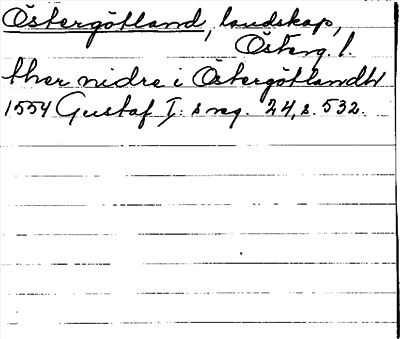 Östergötland, landskap,
Österg. l.
ther nidre i Östergötlandh
1554 Gustaf I:s reg. 24, s. 532.